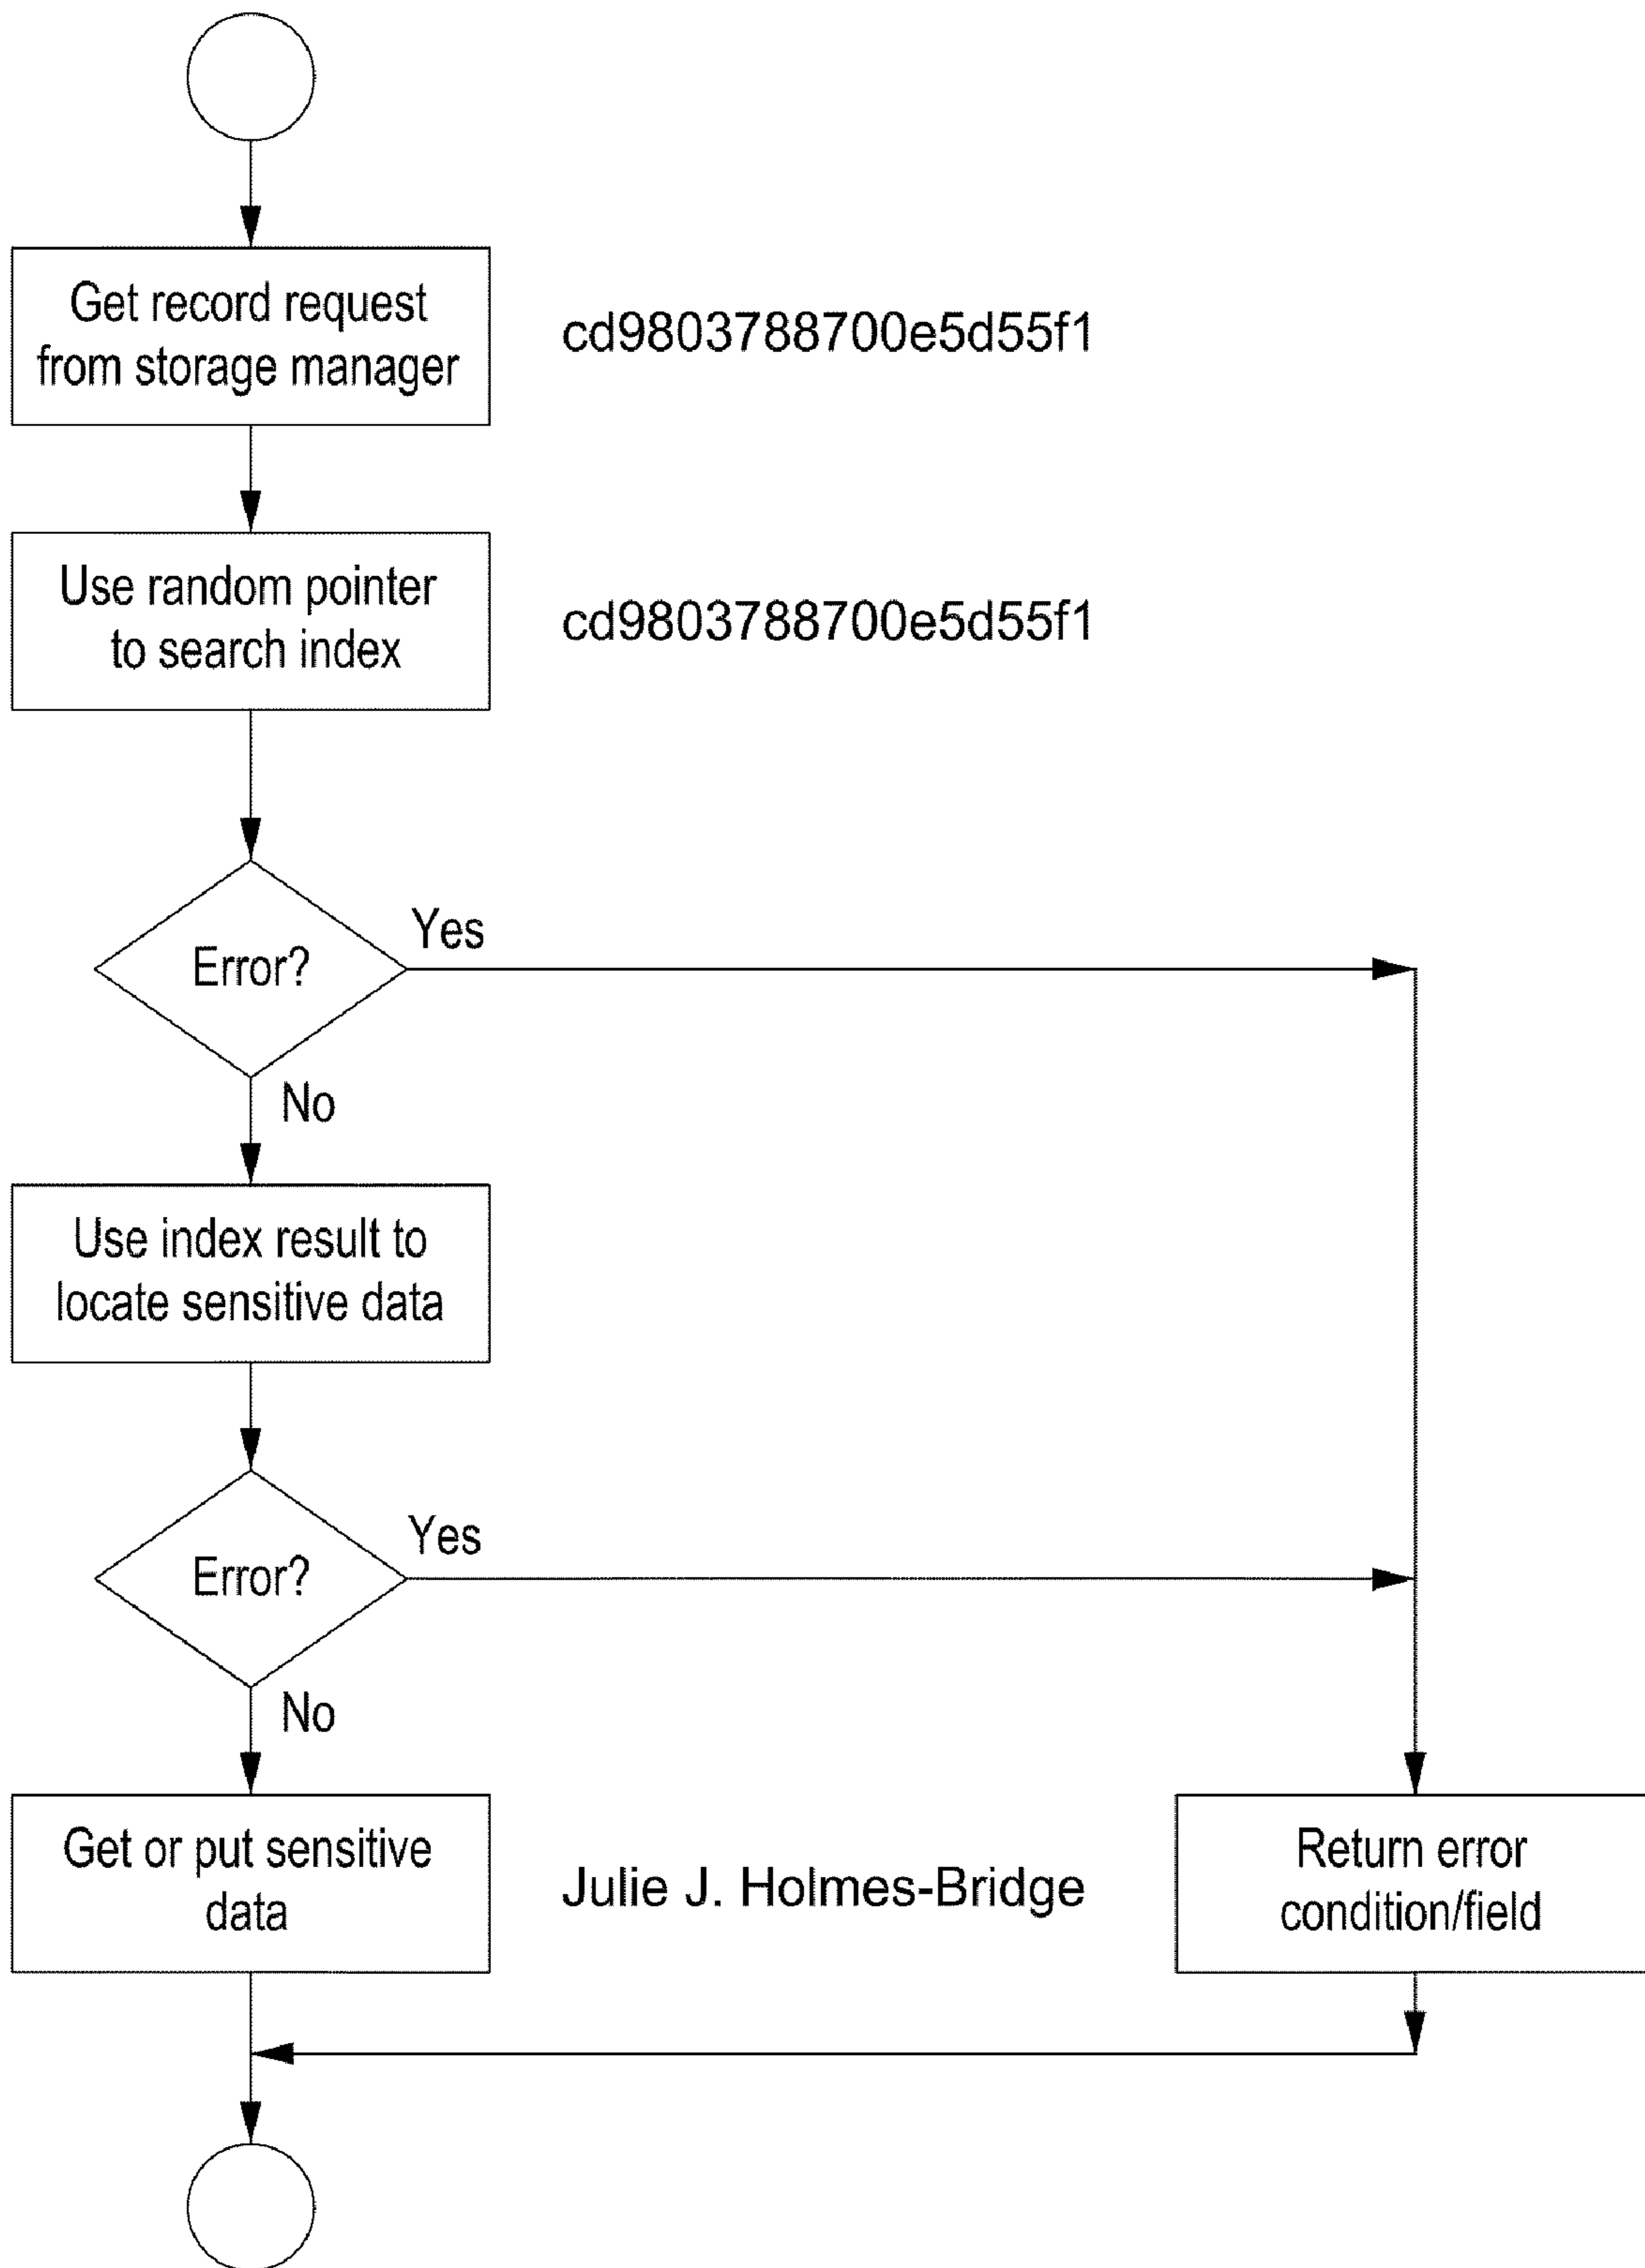 Get record request
from storage manager
cd9803788700e5d55f1
Use random pointer
to search index
cd9803788700e5d55f1
Error?
Yes
No
Use index result to
locate sensitive data
Error?
Yes
No
Get or put sensitive
data
Julie J. Holmes-Bridge
Return error
condition/field